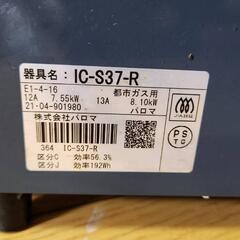 器具名: IC-S37-R
E1-4-16 都市ガス用
12A 7.55kW 13A 8.10kW
21-04-901980 パロマ
株式会社パロマ
364 IC-S37-R
区分C 効率56.3%
区分J 効率192Wh
JIA認証
PS
TG